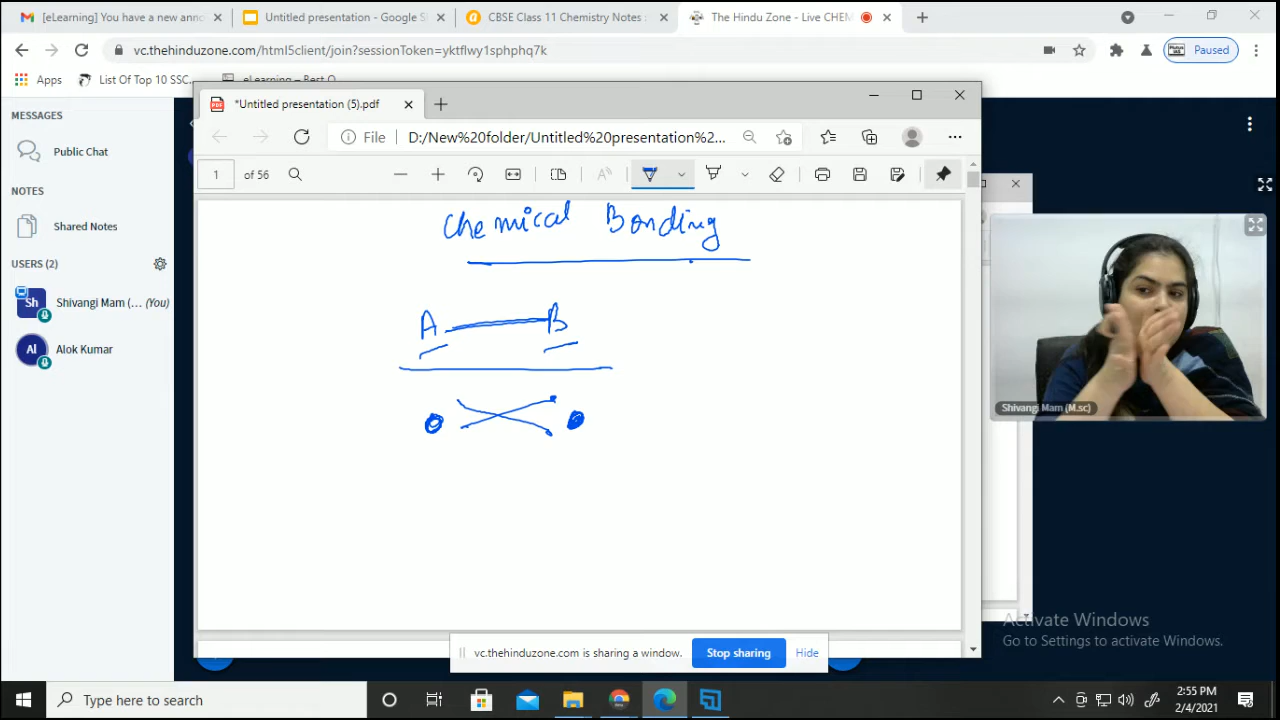 [eLearning] You have a new anno
Untitled presentation - Google S
CBSE Class 11 Chemistry Notes
The Hindu Zone - Live CHEM
vc.thehinduzone.com/html5client/join?sessionToken=yktflwy1sphphq7k
Paused
Apps
List Of Top 10 SSC...
eLearning – Best O
MESSAGES
Public Chat
NOTES
Shared Notes
USERS (2)
Sh
Shivangi Mam (... (You)
Al
Alok Kumar
*Untitled presentation (5).pdf
File
D:/New%20folder/Untitled%20presentation%2...
1 of 56
Chemical Bonding
A B
Shivangi Mam (M.sc)
Activate Windows
Go to Settings to activate Windows.
vc.thehinduzone.com is sharing a window.
Stop sharing
Hide
Type here to search
2:55 PM
2/4/2021